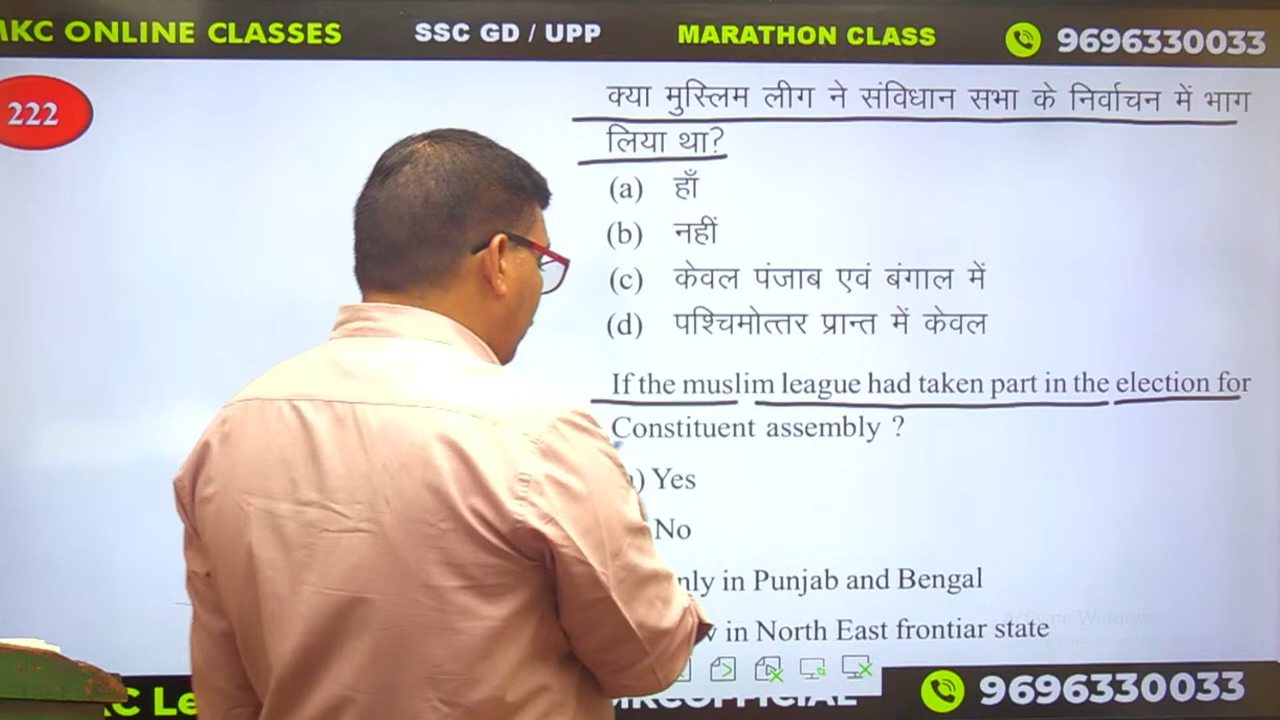 ONLINE CLASSES
SSC GD / UPP
MARATHON CLASS
9696330033
222
क्या मुस्लिम लीग ने संविधान सभा के निर्वाचन में भाग
लिया था?
(a) हाँ
(b) नहीं
(c) केवल पंजाब एवं बंगाल में
(d) पश्चिमोत्तर प्रान्त में केवल
If the muslim league had taken part in the election for
Constituent assembly ?
Yes
No
in Punjab and Bengal
in North East frontiar state
Activate Windows
9696330033